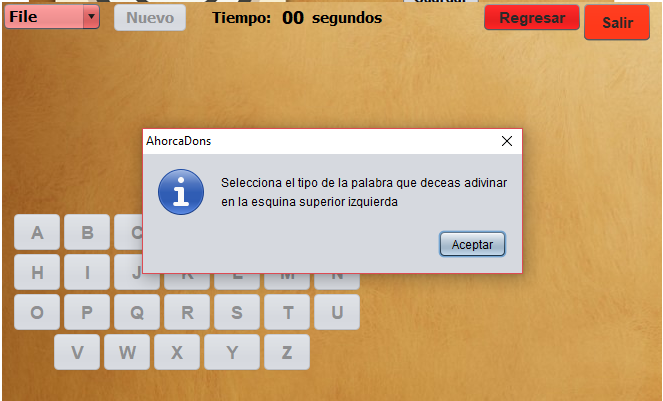 File Nuevo Tiempo: 00 segundos Regresar Salir
AhorcaDons
Selecciona el tipo de la palabra que deceas adivinar
en la esquina superior izquierda
Aceptar
A B C
H I J K L M N
O P Q R S T U
V W X Y Z